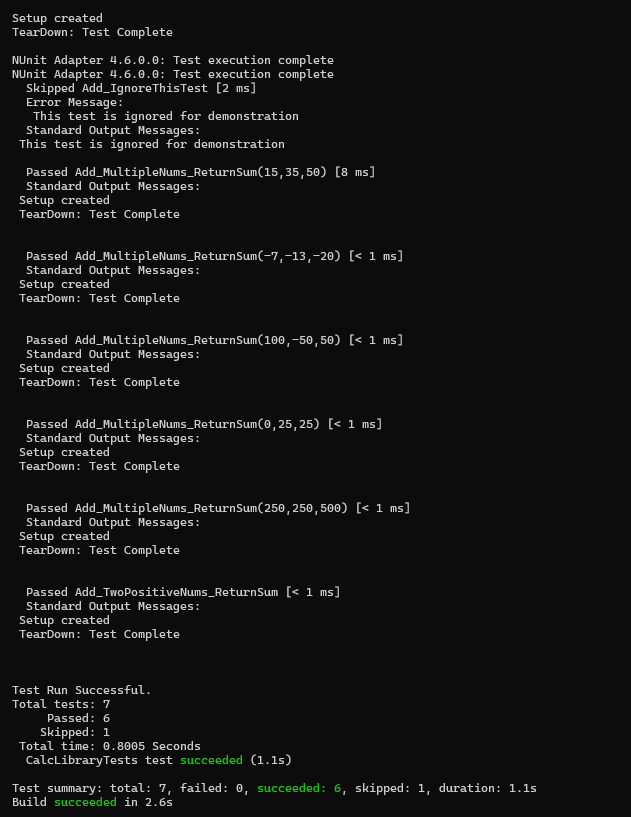 Setup created
TearDown: Test Complete
NUnit Adapter 4.6.0.0: Test execution complete
NUnit Adapter 4.6.0.0: Test execution complete
Skipped Add_IgnoreThisTest [2 ms]
Error Message:
This test is ignored for demonstration
Standard Output Messages:
This test is ignored for demonstration
Passed Add_MultipleNums_ReturnSum(15,35,50) [8 ms]
Standard Output Messages:
Setup created
TearDown: Test Complete
Passed Add_MultipleNums_ReturnSum(-7,-13,-20) [< 1 ms]
Standard Output Messages:
Setup created
TearDown: Test Complete
Passed Add_MultipleNums_ReturnSum(100,-50,50) [< 1 ms]
Standard Output Messages:
Setup created
TearDown: Test Complete
Passed Add_MultipleNums_ReturnSum(0,25,25) [< 1 ms]
Standard Output Messages:
Setup created
TearDown: Test Complete
Passed Add_MultipleNums_ReturnSum(250,250,500) [< 1 ms]
Standard Output Messages:
Setup created
TearDown: Test Complete
Passed Add_TwoPositiveNums_ReturnSum [< 1 ms]
Standard Output Messages:
Setup created
TearDown: Test Complete
Test Run Successful.
Total tests: 7
Passed: 6
Skipped: 1
Total time: 0.8005 Seconds
CalcLibraryTests test succeeded (1.1s)
Test summary: total: 7, failed: 0, succeeded: 6, skipped: 1, duration: 1.1s
Build succeeded in 2.6s